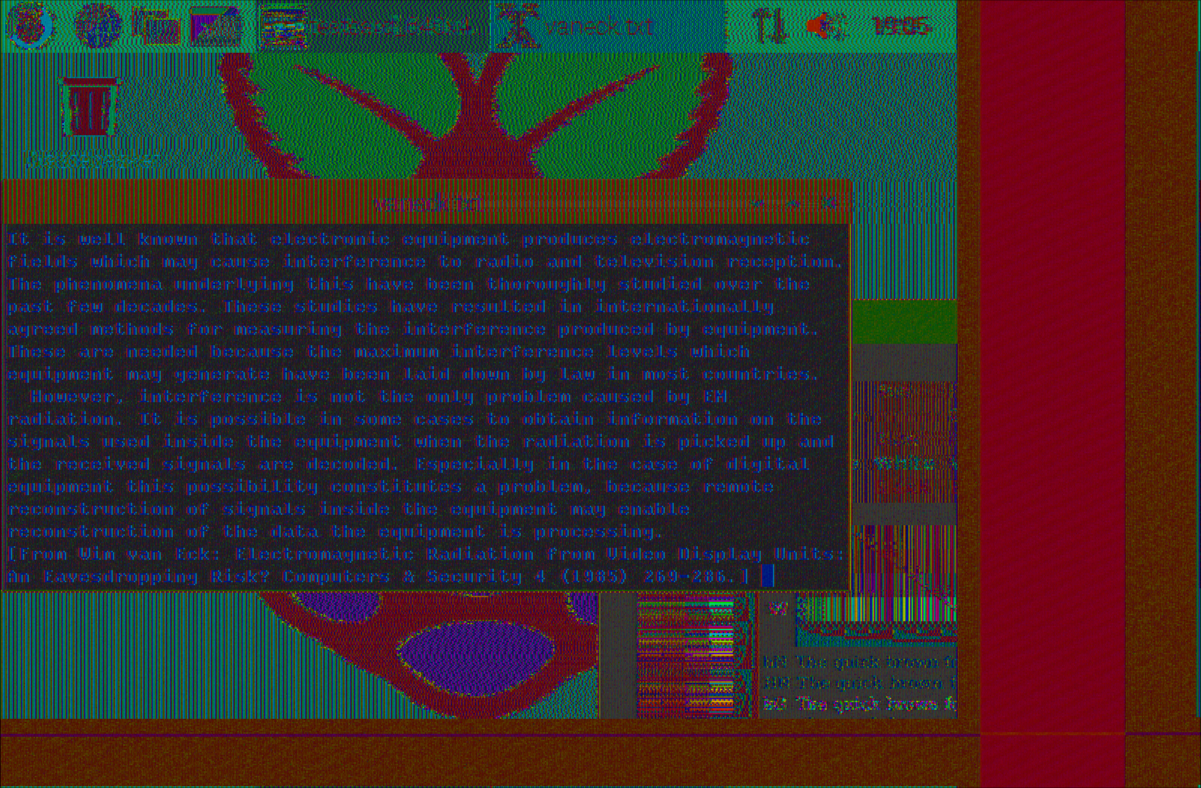 vaneck.txt
19:05
vaneck.txt
It is well known that electronic equipment produces electromagnetic
fields which may cause interference to radio and television reception.
The phenomena underlying this have been thoroughly studied over the
past few decades. These studies have resulted in internationally
agreed methods for measuring the interference produced by equipment.
These are needed because the maximum interference levels which
equipment may generate have been laid down by law in most countries.
However, interference is not the only problem caused by EM
radiation. It is possible in some cases to obtain information on the
signals used inside the equipment when the radiation is picked up and
the received signals are decoded. Especially in the case of digital
equipment this possibility constitutes a problem, because remote
reconstruction of signals inside the equipment may enable
reconstruction of the data the equipment is processing.
[From Wim van Eck: Electromagnetic Radiation from Video Display Units:
An Eavesdropping Risk? Computers & Security 4 (1985) 269-286.]
White
The quick brown
The quick brown
The quick brown